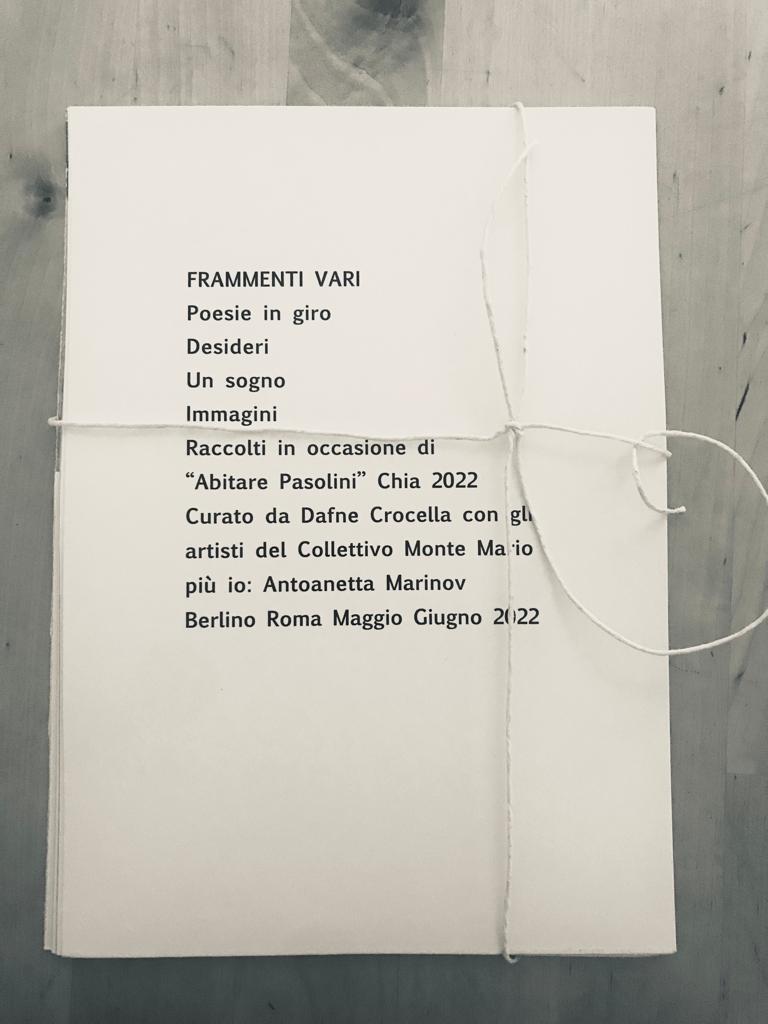 FRAMMENTI VARI
Poesie in giro
Desideri
Un sogno
Immagini
Raccolti in occasione di
“Abitare Pasolini” Chia 2022
Curato da Dafne Crocella con gli
artisti del Collettivo Monte Mario
più io: Antoanetta Marinov
Berlino Roma Maggio Giugno 2022